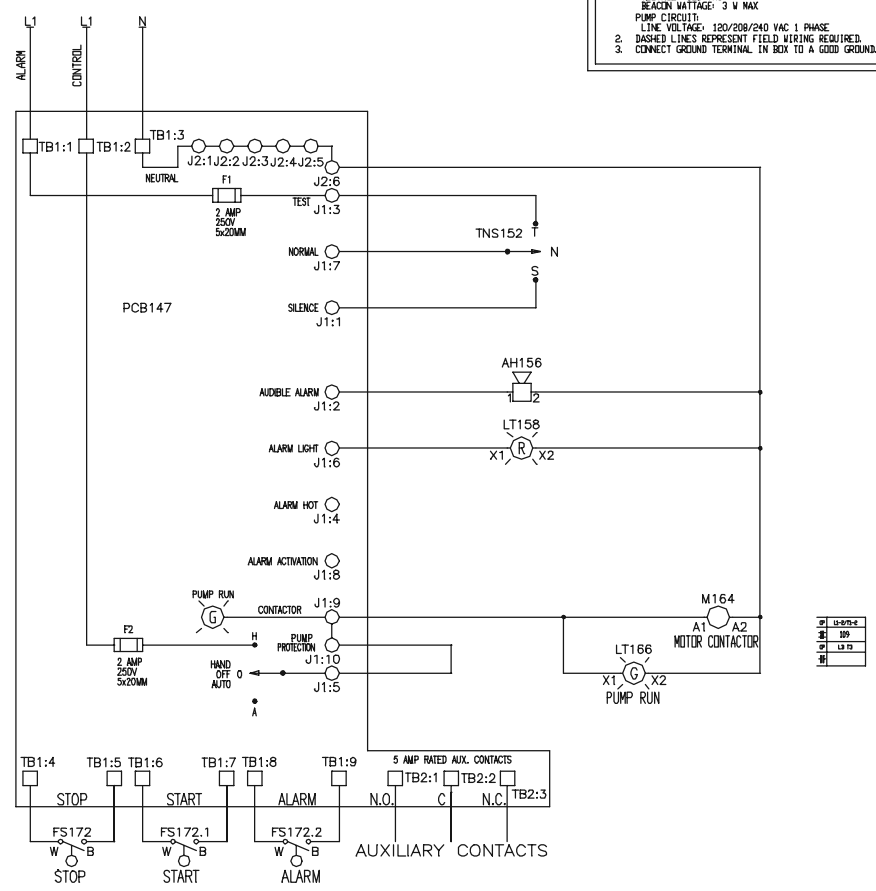 BEACON WATTAGE: 3 W MAX
PUMP CIRCUIT:
LINE VOLTAGE: 120/208/240 VAC 1 PHASE
2. DASHED LINES REPRESENT FIELD WIRING REQUIRED.
3. CONNECT GROUND TERMINAL IN BOX TO A GOOD GROUND.
L1 L1 N
ALARM
CONTROL
TB1:1 TB1:2 TB1:3
J2:1 J2:2 J2:3 J2:4 J2:5
J2:6
NEUTRAL
F1
2 AMP
250V
5x20MM
TEST
J1:3
TNS152 T
NORMAL
J1:7
N
S
PCB147
SILENCE
J1:1
AH156
AUDIBLE ALARM
J1:2
1 2
LT158
ALARM LIGHT
J1:6
X1 R X2
ALARM HOT
J1:4
ALARM ACTIVATION
J1:8
PUMP RUN
G
CONTACTOR
J1:9
M164
A1 A2
MOTOR CONTACTOR
F2
2 AMP
250V
5x20MM
H
PUMP
PROTECTION
J1:10
HAND
OFF O
AUTO
J1:5
A
LT166
X1 G X2
PUMP RUN
L1-2/T1-2
109
L3 T3
TB1:4 TB1:5 TB1:6 TB1:7 TB1:8 TB1:9
5 AMP RATED AUX. CONTACTS
TB2:1 TB2:2
TB2:3
STOP START ALARM N.O. C N.C.
FS172 FS172.1 FS172.2
W B W B W B
STOP START ALARM
AUXILIARY CONTACTS